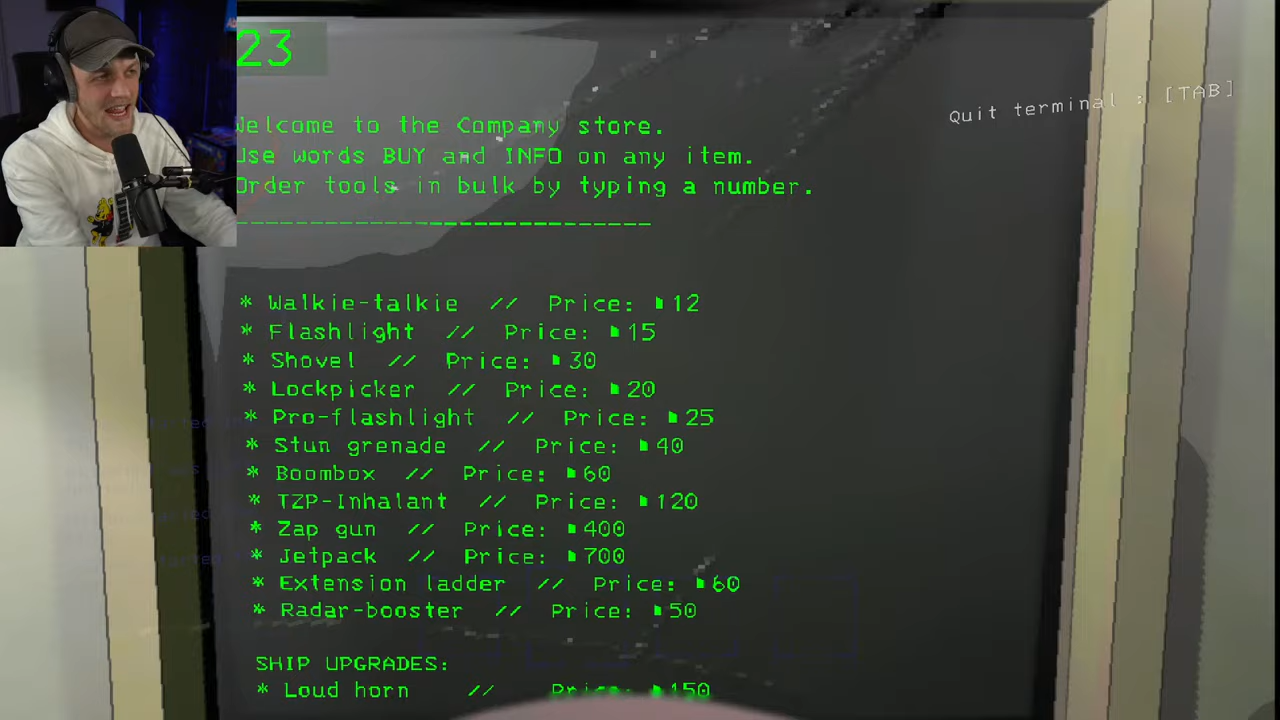 23
Quit terminal : [TAB]
Welcome to the Company store.
Use words BUY and INFO on any item.
Order tools in bulk by typing a number.
* Walkie-talkie // Price: 12
* Flashlight // Price: 15
* Shovel // Price: 30
* Lockpicker // Price: 20
* Pro-flashlight // Price: 25
* Stun grenade // Price: 40
* Boombox // Price: 60
* TZP-Inhalant // Price: 120
* Zap gun // Price: 400
* Jetpack // Price: 700
* Extension ladder // Price: 60
* Radar-booster // Price: 50
SHIP UPGRADES:
* Loud horn // Price: 150